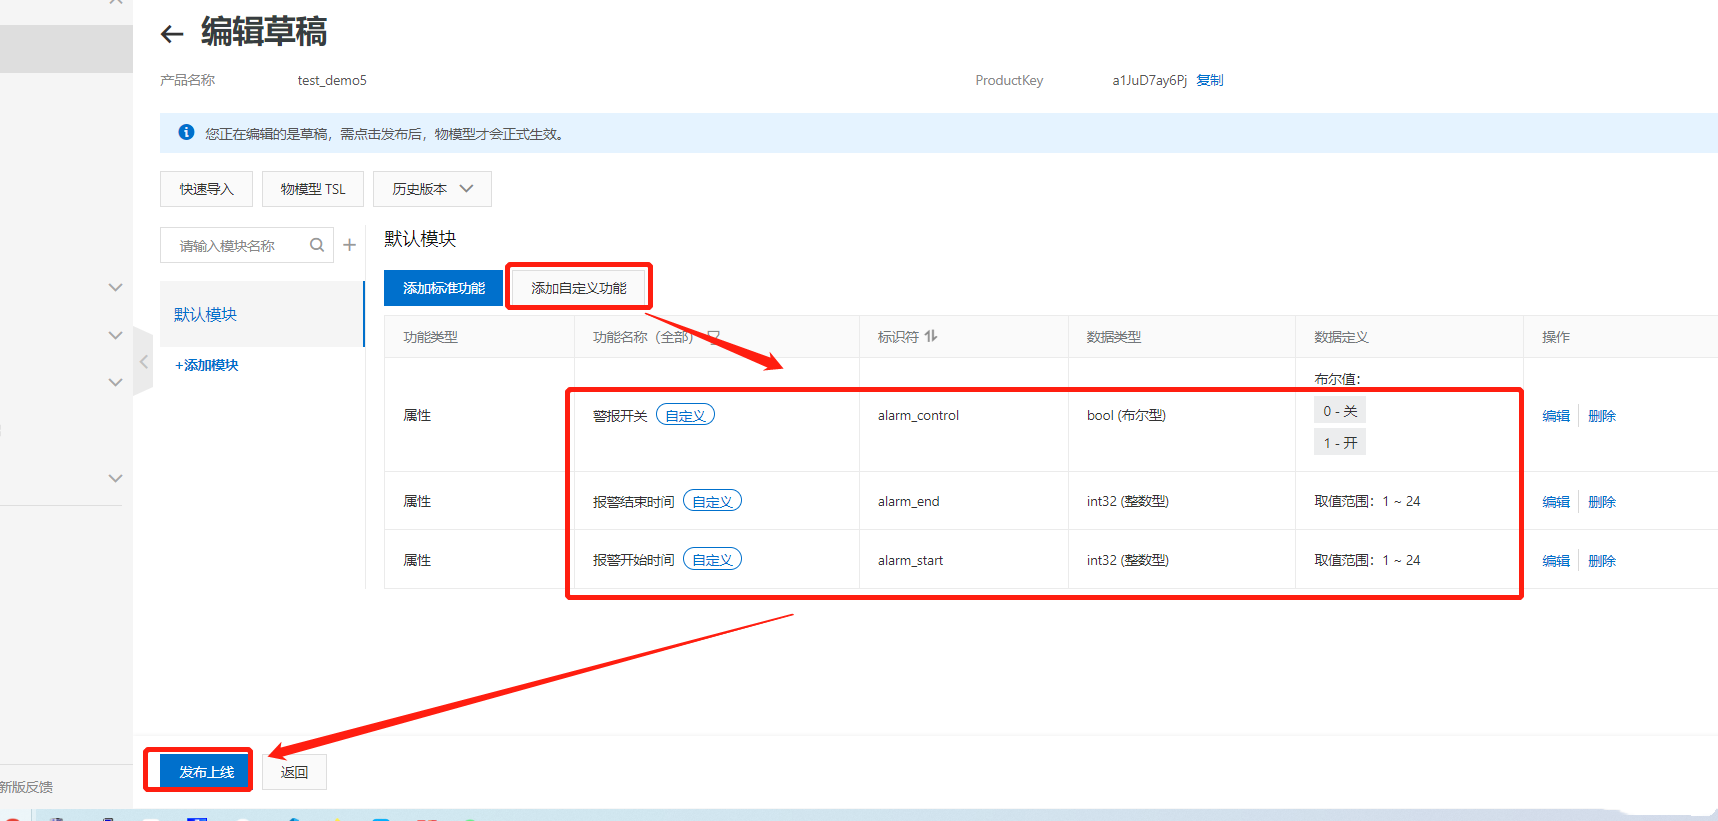 编辑草稿
产品名称 test_demo5 ProductKey a1JuD7ay6Pj 复制
您正在编辑的是草稿，需点击发布后，物模型才会正式生效。
快速导入 物模型 TSL 历史版本
请输入模块名称
默认模块
+添加模块
默认模块
添加标准功能 添加自定义功能
功能类型 功能名称（全部） 标识符 数据类型 数据定义 操作
属性 警报开关 自定义 alarm_control bool (布尔型) 布尔值：
0 - 关
1 - 开
编辑 删除
属性 报警结束时间 自定义 alarm_end int32 (整数型) 取值范围：1 ~ 24 编辑 删除
属性 报警开始时间 自定义 alarm_start int32 (整数型) 取值范围：1 ~ 24 编辑 删除
发布上线 返回
新版反馈